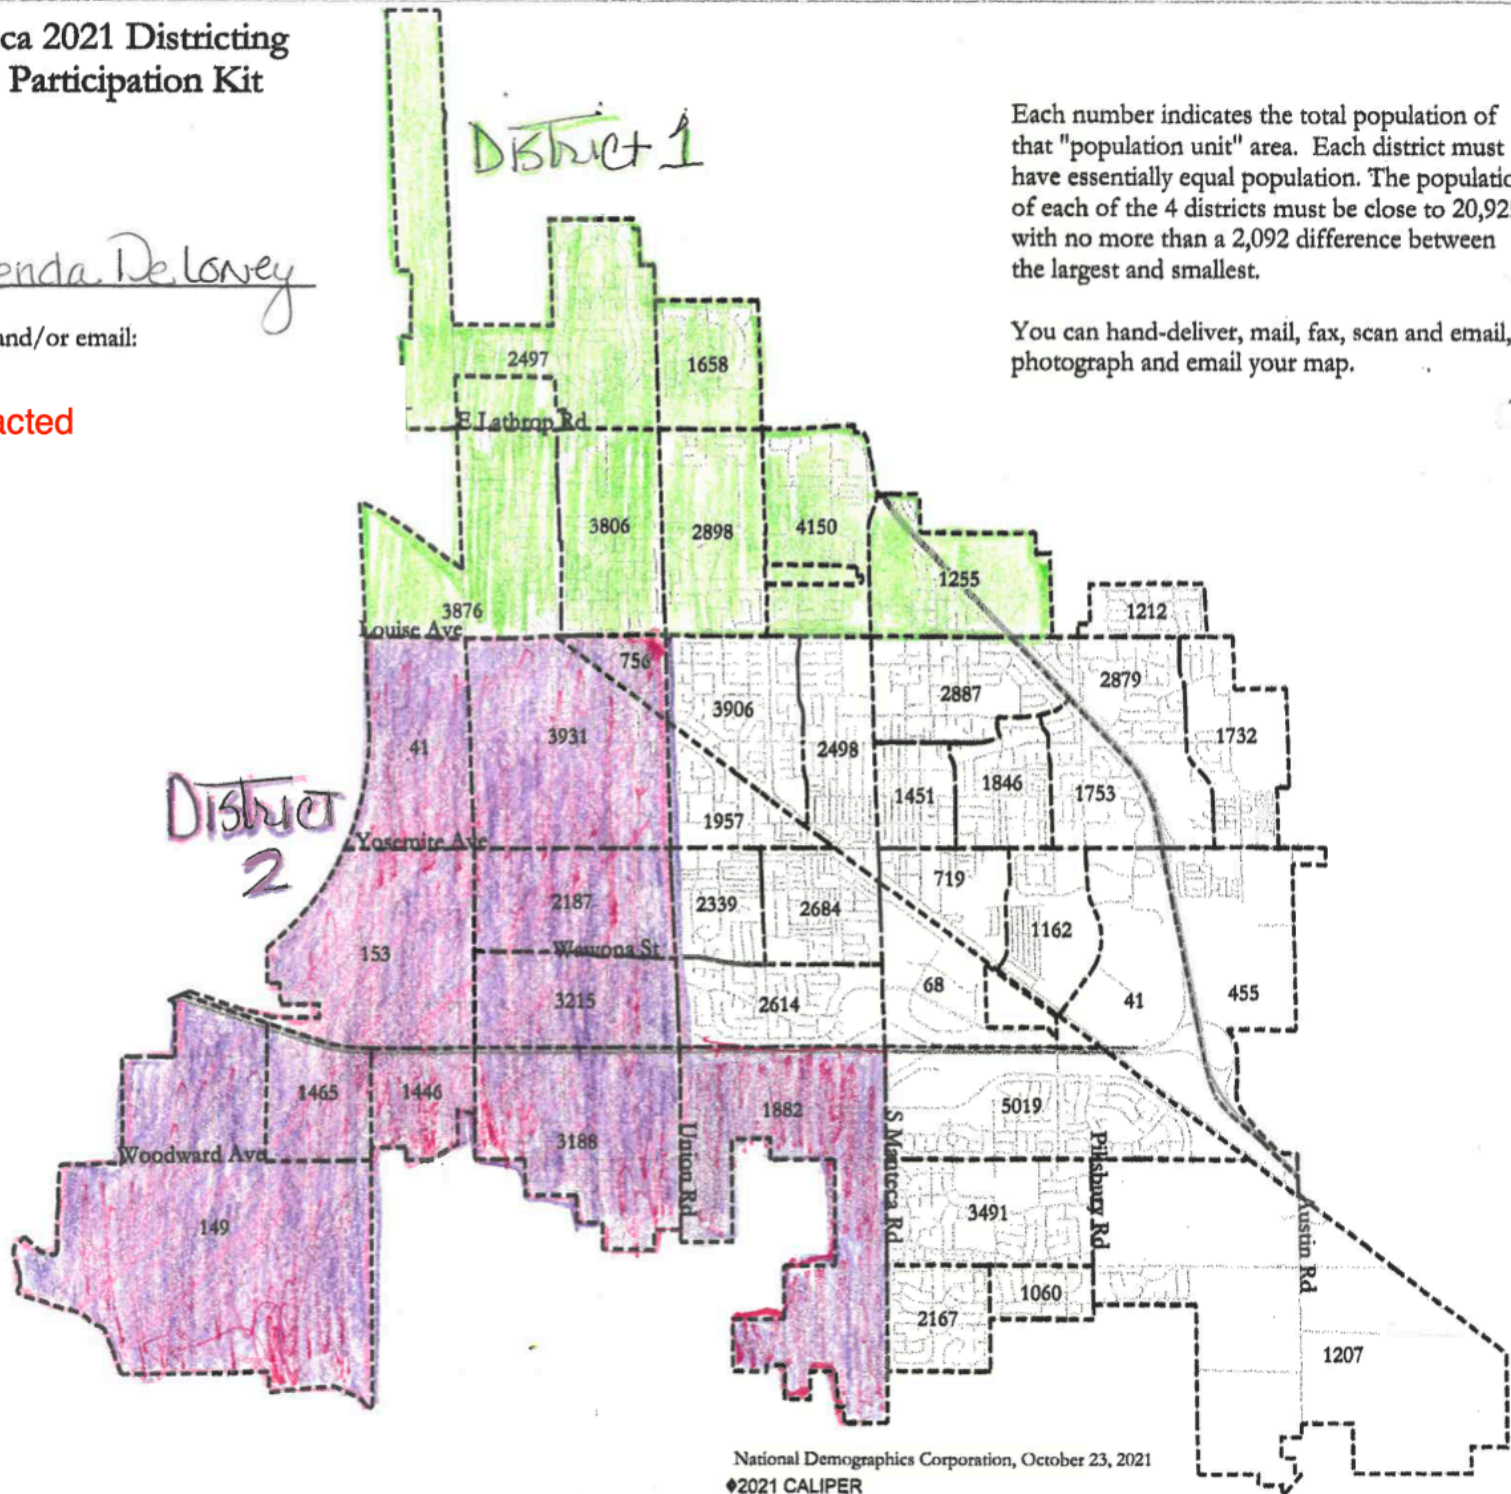 ca 2021 Districting
Participation Kit
District 1
Each number indicates the total population of
that "population unit" area. Each district must
have essentially equal population. The populatio
of each of the 4 districts must be close to 20,92
with no more than a 2,092 difference between
the largest and smallest.
You can hand-deliver, mail, fax, scan and email,
photograph and email your map.
enda DeLoney
and/or email:
acted
2497
1658
E Lathrop Rd
3806
2898
4150
1255
3876
1212
Louise Ave
756
3906
2887
2879
41
3931
2498
1732
1451
1846
1753
District
2
1957
Yosemite Ave
719
2187
2339
2684
1162
153
Wawona St
3215
2614
68
41
455
1465
1446
1882
5019
3188
Woodward Ave
Union Rd
S Manteca Rd
Pillsbury Rd
149
3491
Austin Rd
1060
2167
1207
National Demographics Corporation, October 23, 2021
♦2021 CALIPER